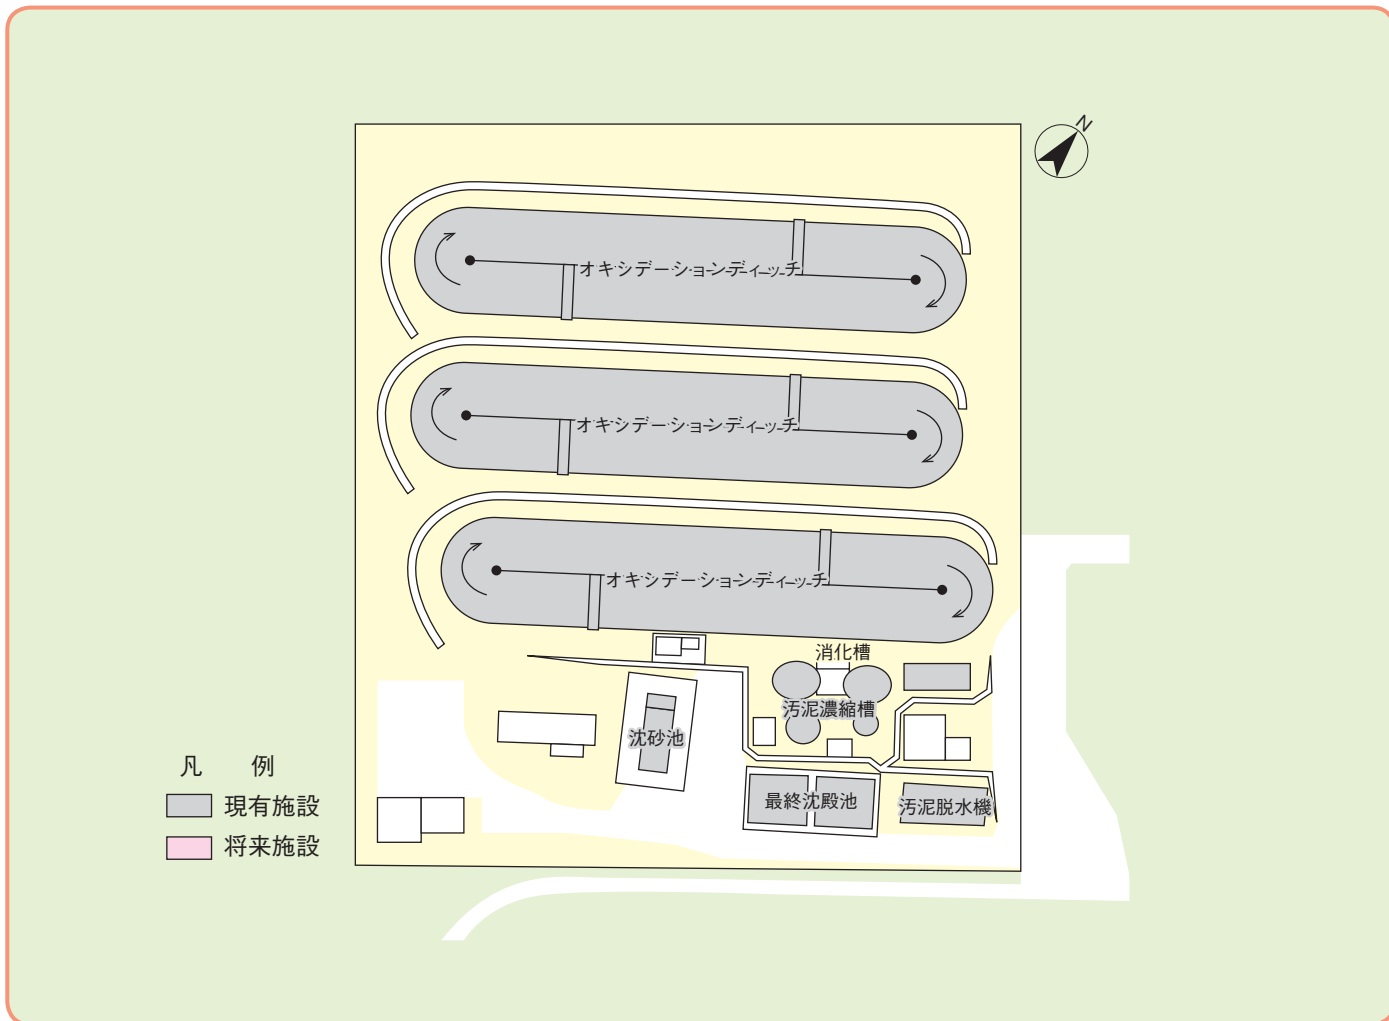 N
オキシデーションディッチ
オキシデーションディッチ
オキシデーションディッチ
消化槽
汚泥濃縮槽
沈砂池
最終沈殿池
汚泥脱水機
凡 例
現有施設
将来施設